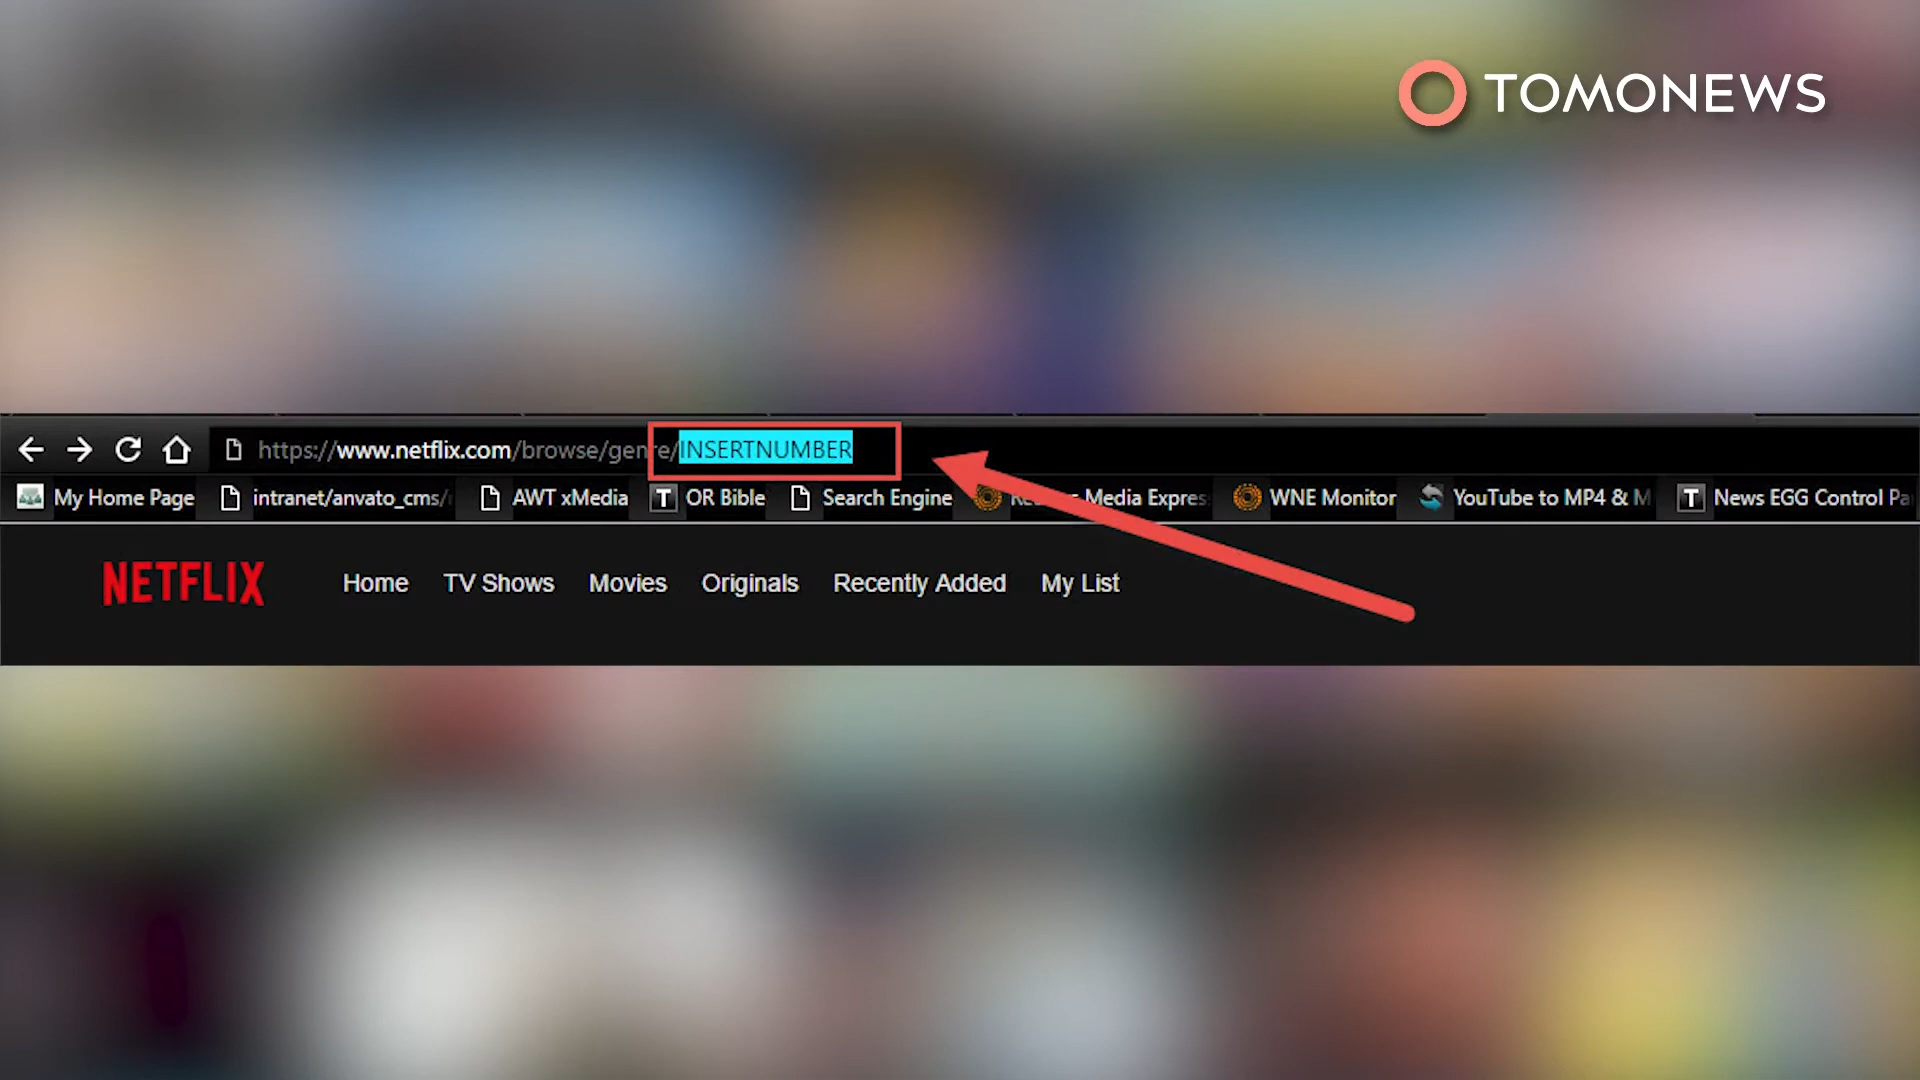 TOMONEWS
https://www.netflix.com/browse/genre/INSERTNUMBER
My Home Page intranet/anvato_cms/ AWT xMedia OR Bible Search Engine Media Expres WNE Monitor YouTube to MP4 & M News EGG Control Pa
NETFLIX Home TV Shows Movies Originals Recently Added My List